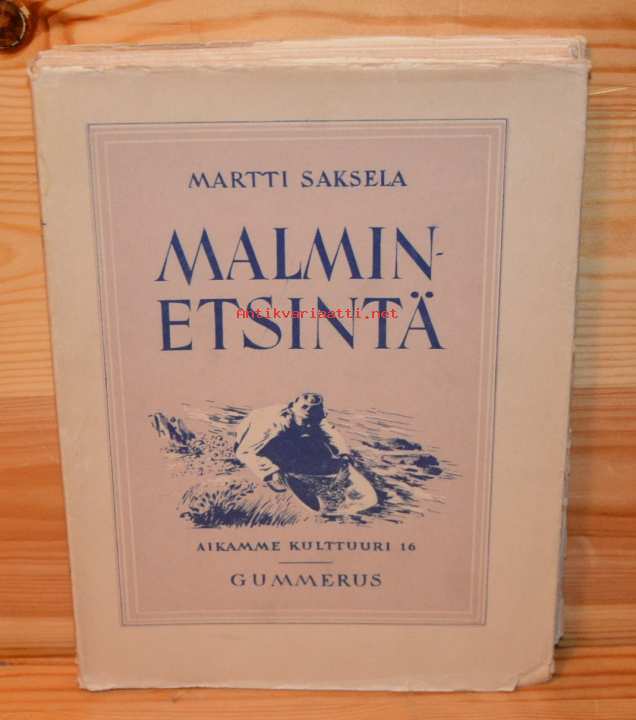 MARTTI SAKSELA
MALMIN-
Antikvariaatti.net
ETSINTÄ
AIKAMME KULTTUURI 16
GUMMERUS